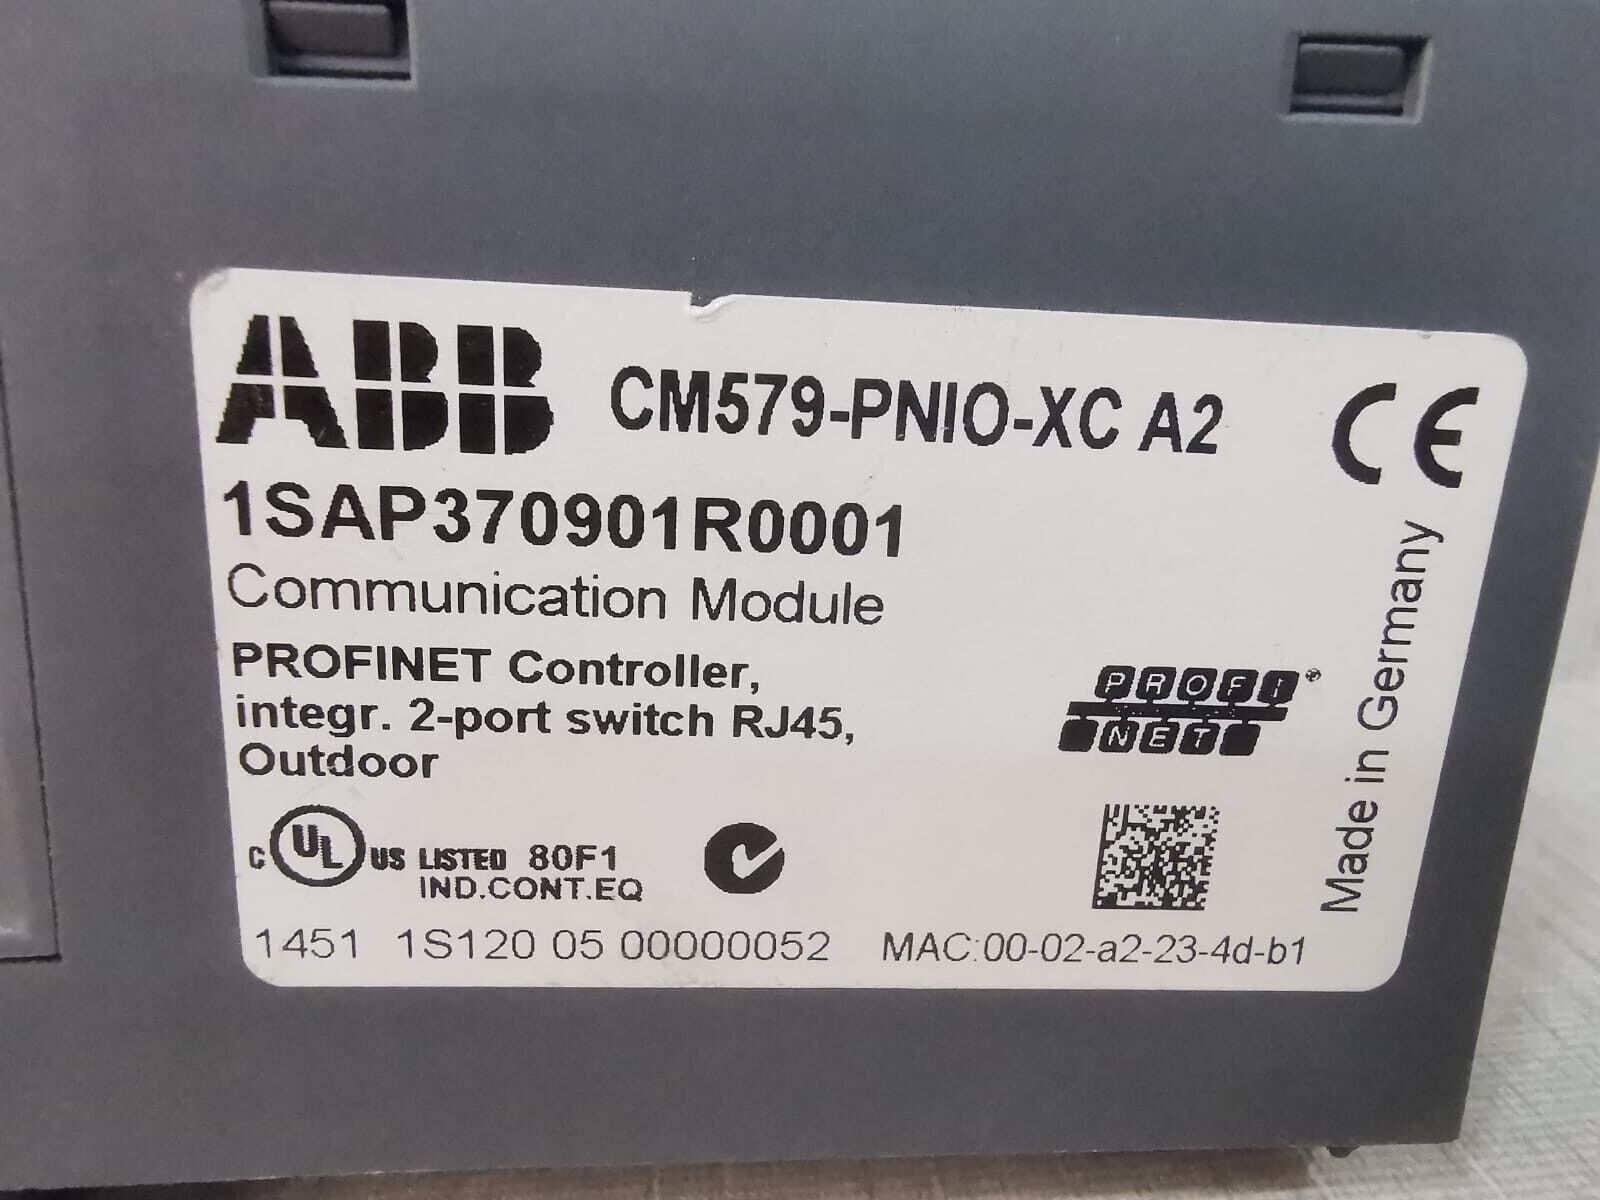 ABB CM579-PNIO-XC A2 CE
1SAP370901R0001
Communication Module
PROFINET Controller,
integr. 2-port switch RJ45,
Outdoor
PROFI®
NET
Made in Germany
C UL US LISTED 80F1
IND.CONT.EQ
1451 1S120 05 00000052 MAC:00-02-a2-23-4d-b1